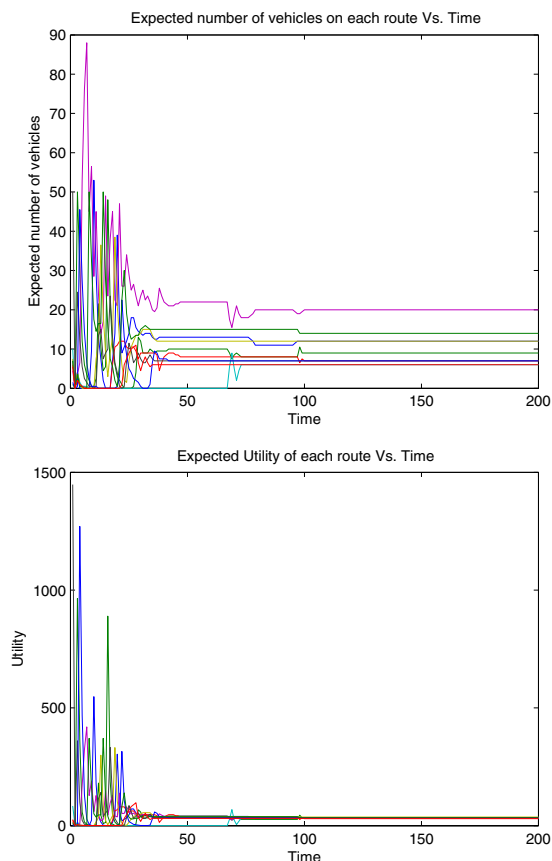 Expected number of vehicles on each route Vs. Time
90
80
70
60
50
40
30
20
10
0
Expected number of vehicles
0 50 100 150 200
Time
Expected Utility of each route Vs. Time
1500
1000
500
0
Utility
0 50 100 150 200
Time